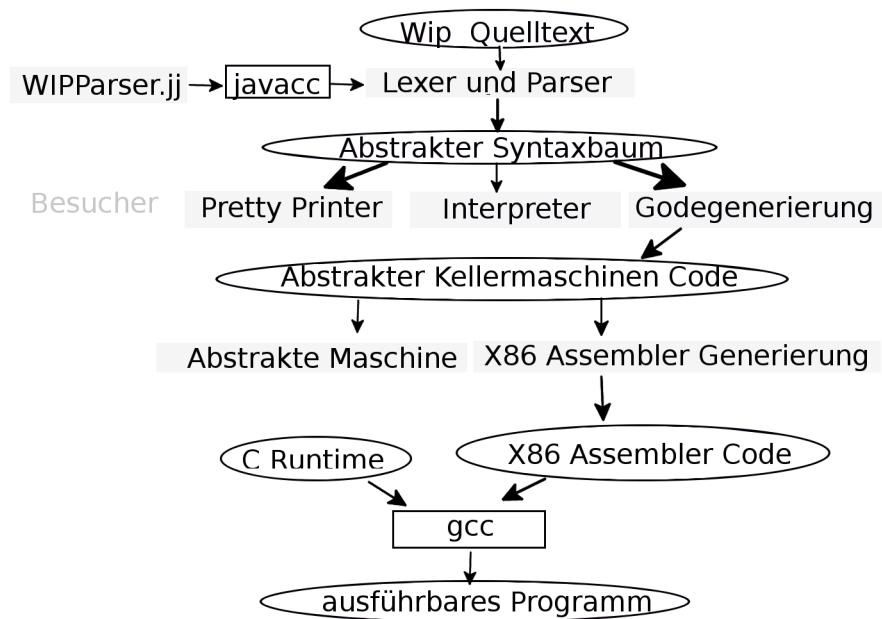 Wip Quelltext
WIPParser.jj
javacc
Lexer und Parser
Abstrakter Syntaxbaum
Besucher
Pretty Printer
Interpreter
Godegenerierung
Abstrakter Kellermaschinen Code
Abstrakte Maschine
X86 Assembler Generierung
C Runtime
X86 Assembler Code
gcc
ausführbares Programm